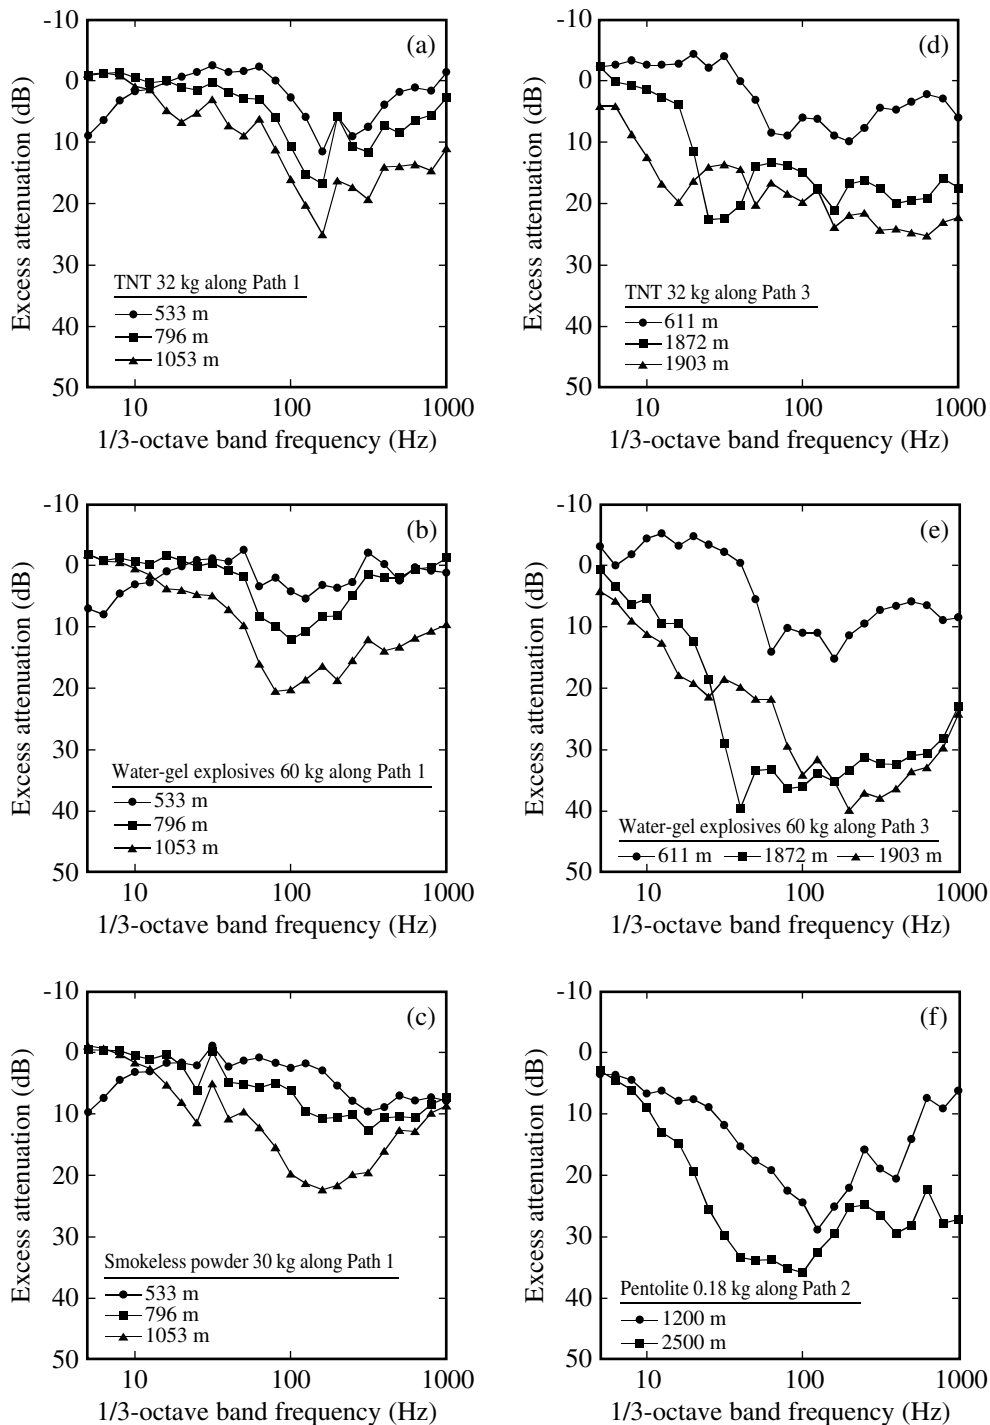 -10
0
10
20
30
40
50
Excess attenuation (dB)
(a)
TNT 32 kg along Path 1
533 m
796 m
1053 m
10 100 1000
1/3-octave band frequency (Hz)
-10
0
10
20
30
40
50
Excess attenuation (dB)
(d)
TNT 32 kg along Path 3
611 m
1872 m
1903 m
10 100 1000
1/3-octave band frequency (Hz)
-10
0
10
20
30
40
50
Excess attenuation (dB)
(b)
Water-gel explosives 60 kg along Path 1
533 m
796 m
1053 m
10 100 1000
1/3-octave band frequency (Hz)
-10
0
10
20
30
40
50
Excess attenuation (dB)
(e)
Water-gel explosives 60 kg along Path 3
611 m 1872 m 1903 m
10 100 1000
1/3-octave band frequency (Hz)
-10
0
10
20
30
40
50
Excess attenuation (dB)
(c)
Smokeless powder 30 kg along Path 1
533 m
796 m
1053 m
10 100 1000
1/3-octave band frequency (Hz)
-10
0
10
20
30
40
50
Excess attenuation (dB)
(f)
Pentolite 0.18 kg along Path 2
1200 m
2500 m
10 100 1000
1/3-octave band frequency (Hz)